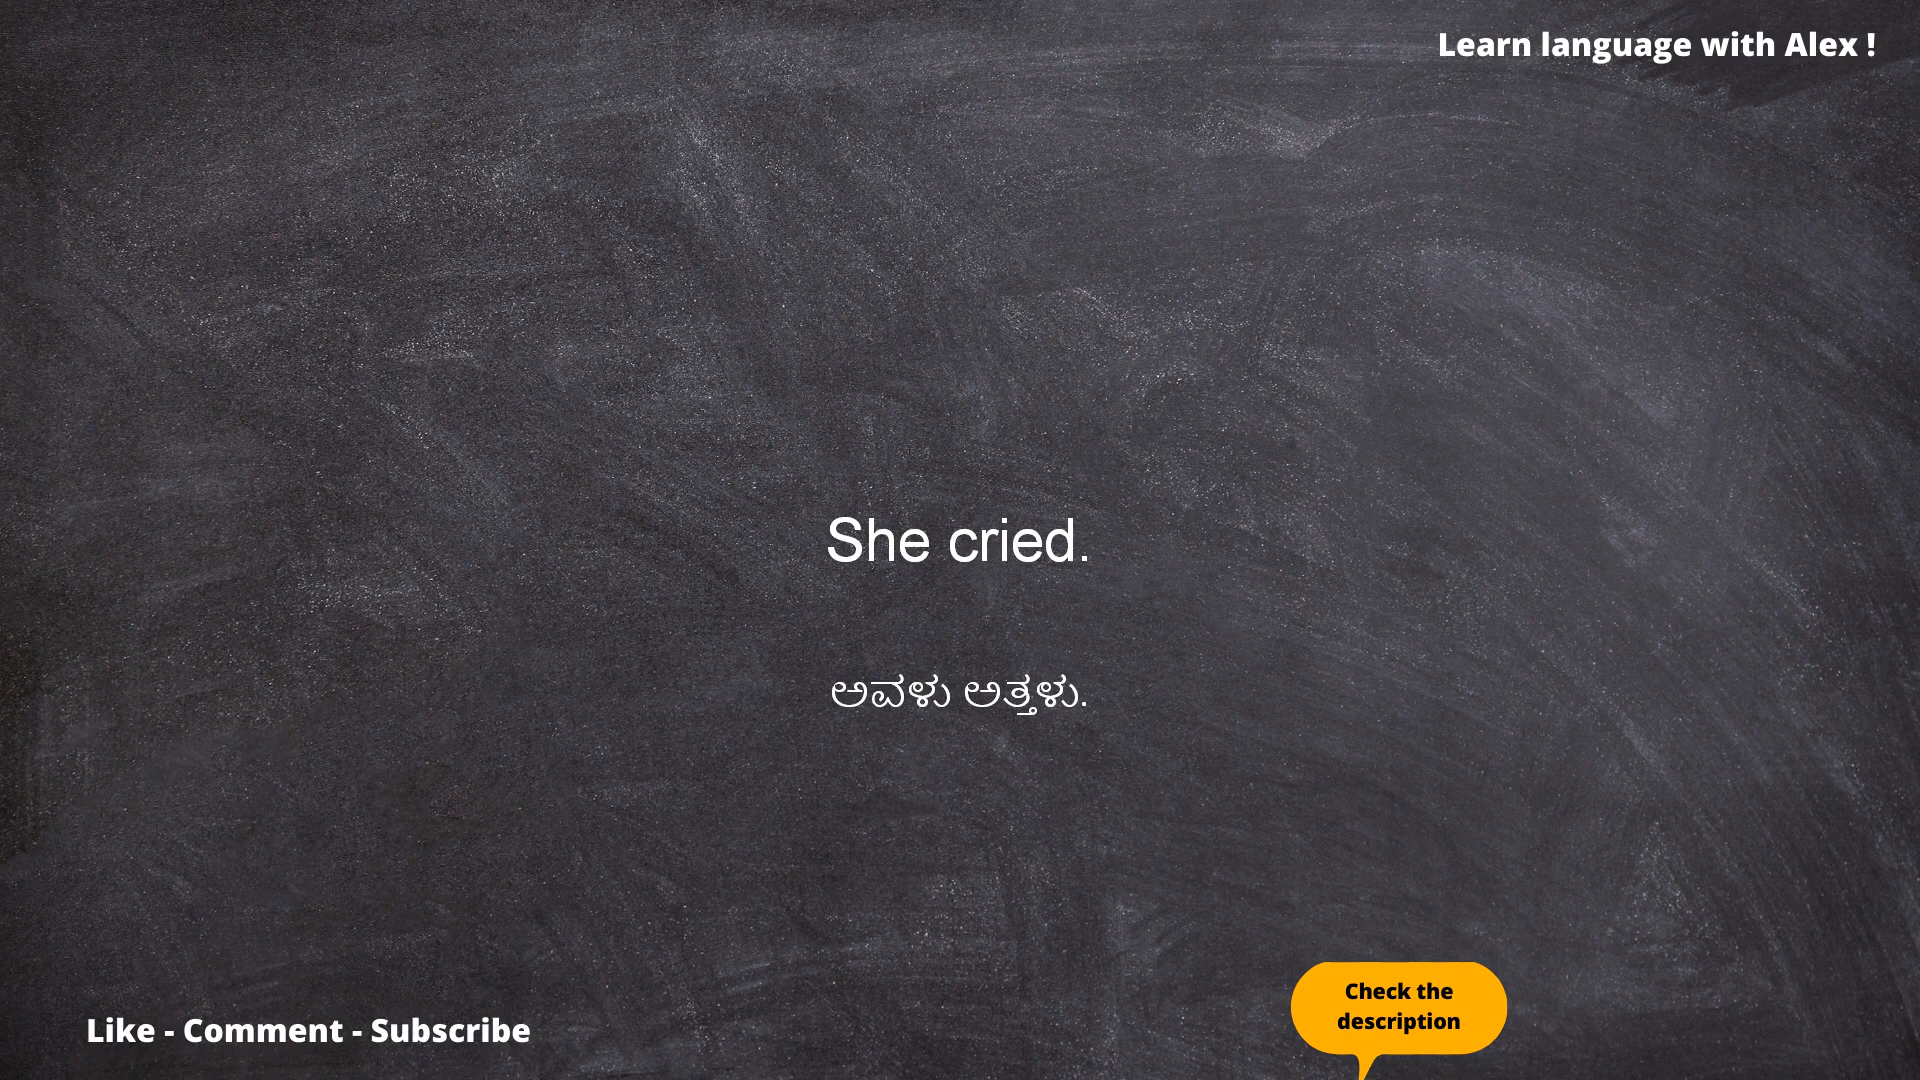 Learn language with Alex !
She cried.
ಅವಳು ಅತ್ತಳು.
Like - Comment - Subscribe
Check the
description